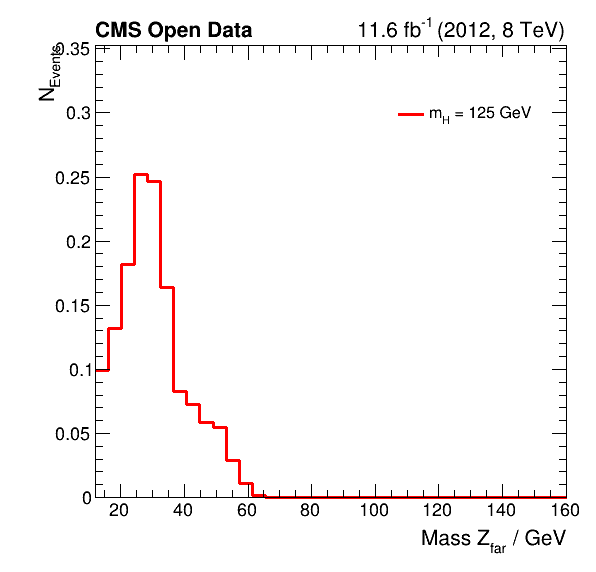 CMS Open Data
11.6 fb-1 (2012, 8 TeV)
NEvents
0.35
0.3
0.25
0.2
0.15
0.1
0.05
0
mH = 125 GeV
20 40 60 80 100 120 140 160
Mass Zfar / GeV